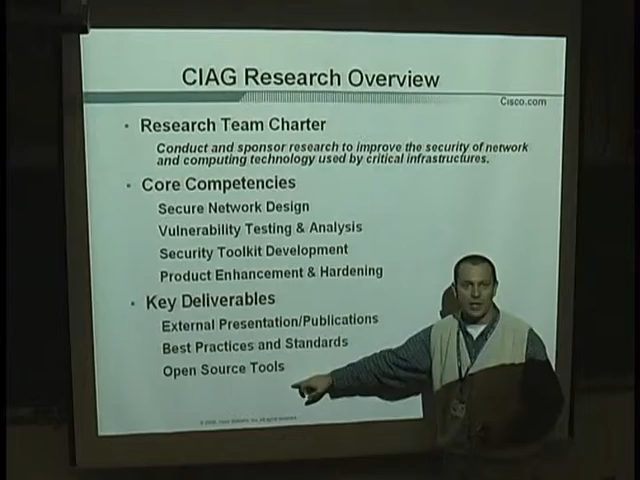 CIAG Research Overview
Cisco.com
• Research Team Charter
Conduct and sponsor research to improve the security of network
and computing technology used by critical infrastructures.
• Core Competencies
Secure Network Design
Vulnerability Testing & Analysis
Security Toolkit Development
Product Enhancement & Hardening
• Key Deliverables
External Presentation/Publications
Best Practices and Standards
Open Source Tools